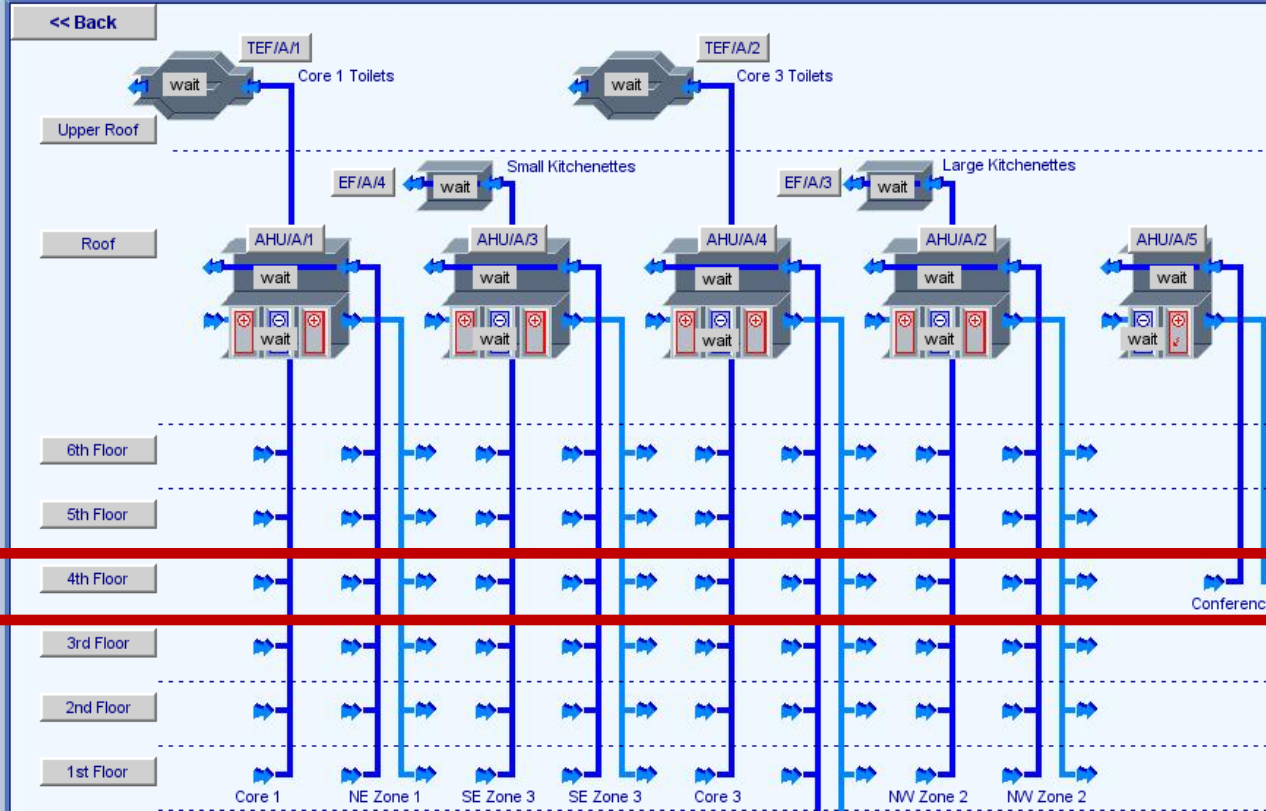 << Back
TEF/A/1
TEF/A/2
Core 1 Toilets
Core 3 Toilets
wait
wait
Upper Roof
Small Kitchenettes
Large Kitchenettes
EF/A/4
wait
EF/A/3
wait
Roof
AHU/A/1
AHU/A/3
AHU/A/4
AHU/A/2
AHU/A/5
wait
wait
wait
wait
wait
wait
wait
wait
wait
wait
6th Floor
5th Floor
4th Floor
Conferenc
3rd Floor
2nd Floor
1st Floor
Core 1
NE Zone 1
SE Zone 3
SE Zone 3
Core 3
NW Zone 2
NW Zone 2